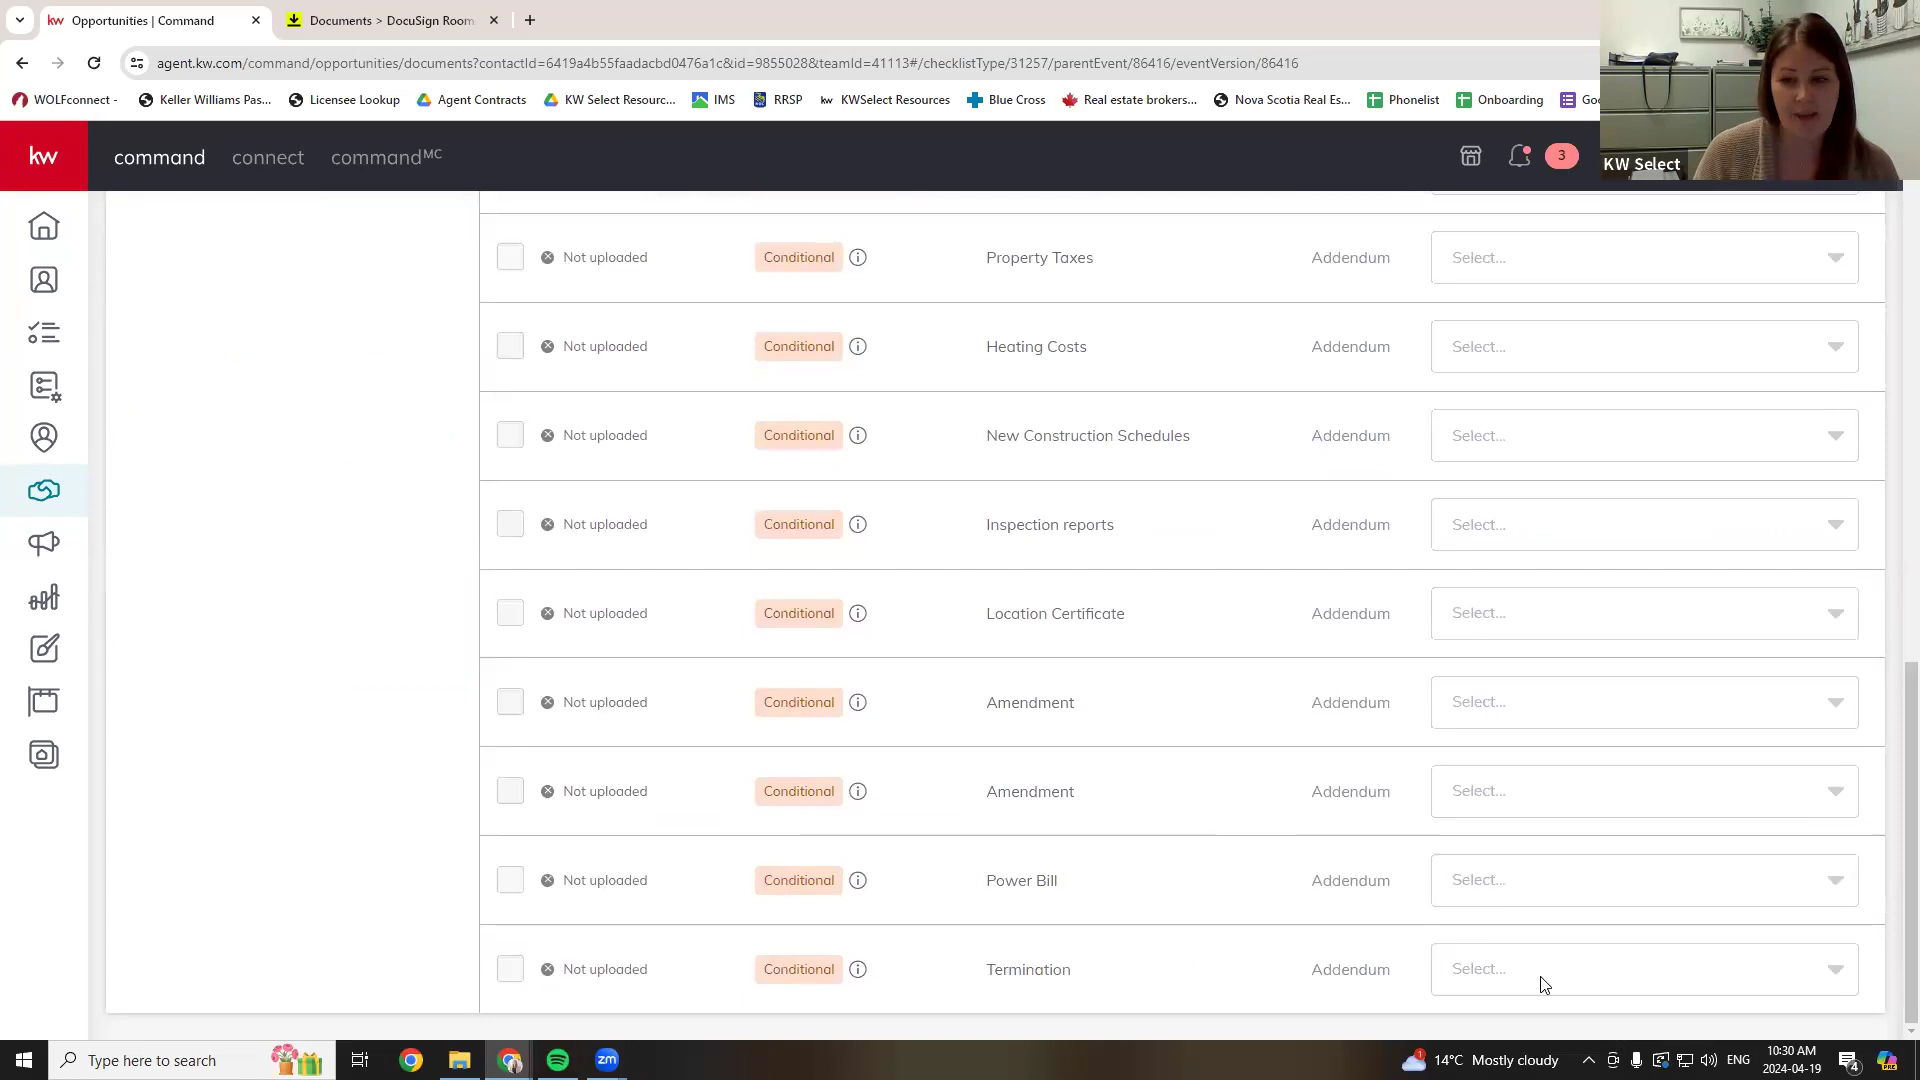 Opportunities | Command
Documents > DocuSign Room
agent.kw.com/command/opportunities/documents?contactId=6419a4b55faadacbd0476a1c&id=9855028&teamId=41113#/checklistType/31257/parentEvent/86416/eventVersion/86416
WOLFconnect - Keller Williams Pas... Licensee Lookup Agent Contracts KW Select Resourc... IMS RRSP KWSelect Resources Blue Cross Real estate brokers... Nova Scotia Real Es... Phonelist Onboarding Goo
KW Select
kw command connect commandMC 3
Not uploaded Conditional Property Taxes Addendum Select...
Not uploaded Conditional Heating Costs Addendum Select...
Not uploaded Conditional New Construction Schedules Addendum Select...
Not uploaded Conditional Inspection reports Addendum Select...
Not uploaded Conditional Location Certificate Addendum Select...
Not uploaded Conditional Amendment Addendum Select...
Not uploaded Conditional Amendment Addendum Select...
Not uploaded Conditional Power Bill Addendum Select...
Not uploaded Conditional Termination Addendum Select...
Type here to search zm 1 14°C Mostly cloudy ENG 10:30 AM 4
2024-04-19